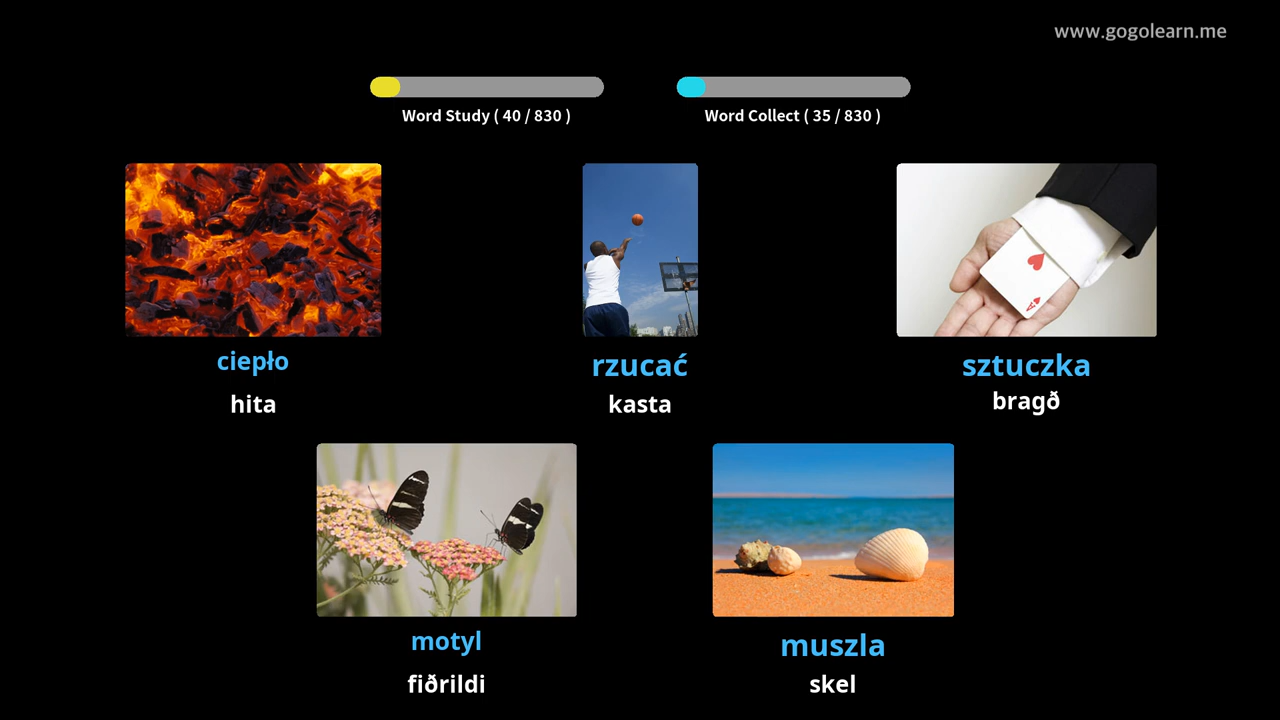 www.gogolearn.me
Word Study ( 40 / 830 )
Word Collect ( 35 / 830 )
ciepło
hita
rzucać
kasta
sztuczka
bragð
motyl
fiðrildi
muszla
skel